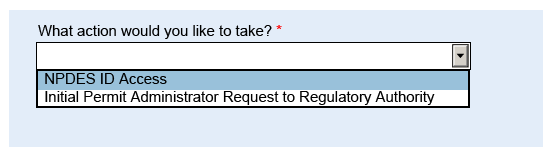 What action would you like to take? *
NPDES ID Access
Initial Permit Administrator Request to Regulatory Authority